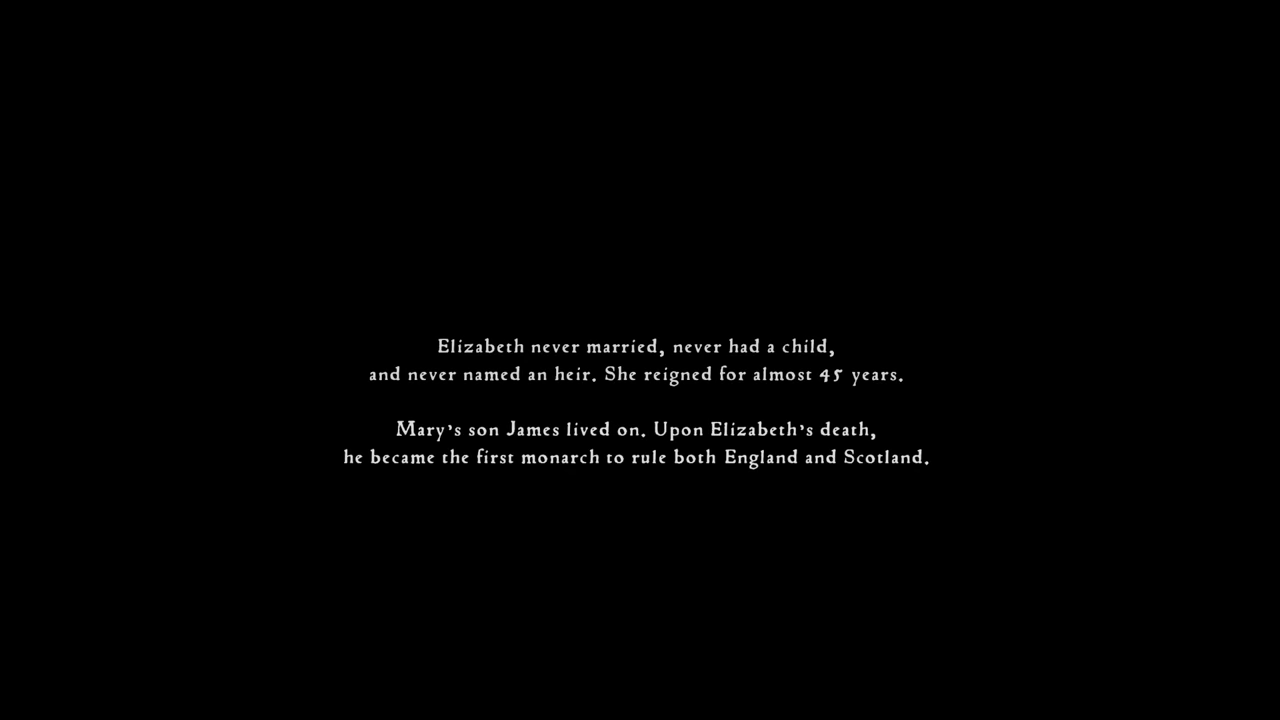 Elizabeth never married, never had a child,
and never named an heir. She reigned for almost 45 years.
Mary's son James lived on. Upon Elizabeth's death,
he became the first monarch to rule both England and Scotland.